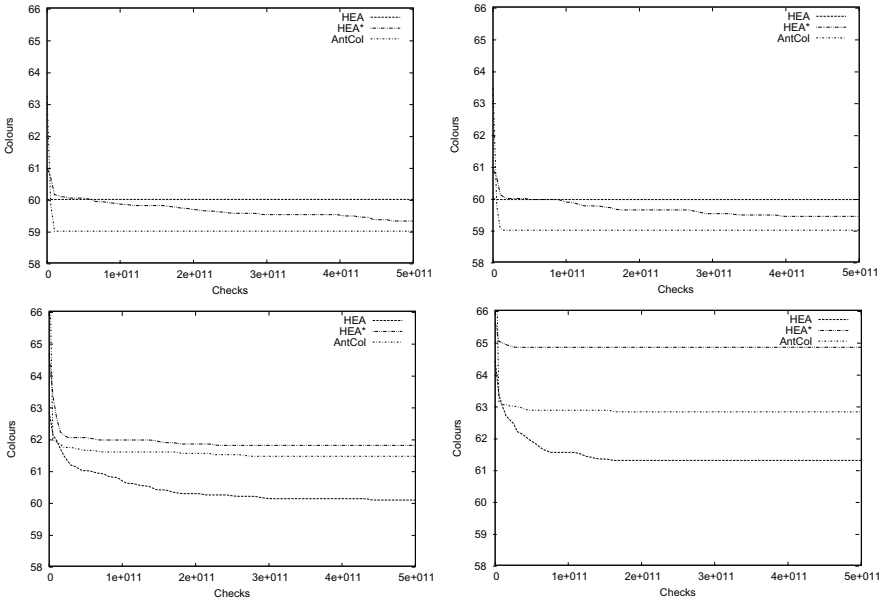 66
65
64
63
62
61
60
59
58
Colours
HEA
HEA*
AntCol
0
1e+011
2e+011
3e+011
4e+011
5e+011
Checks
66
65
64
63
62
61
60
59
58
Colours
HEA
HEA*
AntCol
0
1e+011
2e+011
3e+011
4e+011
5e+011
Checks
66
65
64
63
62
61
60
59
58
Colours
HEA
HEA*
AntCol
0
1e+011
2e+011
3e+011
4e+011
5e+011
Checks
66
65
64
63
62
61
60
59
58
Colours
HEA
HEA*
AntCol
0
1e+011
2e+011
3e+011
4e+011
5e+011
Checks